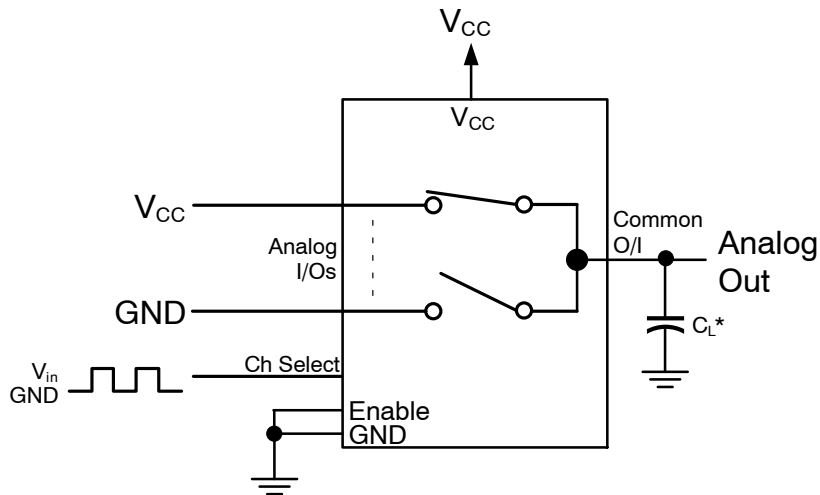 VCC
VCC
VCC
Common
O/I
Analog
Out
Analog
I/Os
GND
CL*
Ch Select
Vin
GND
Enable
GND